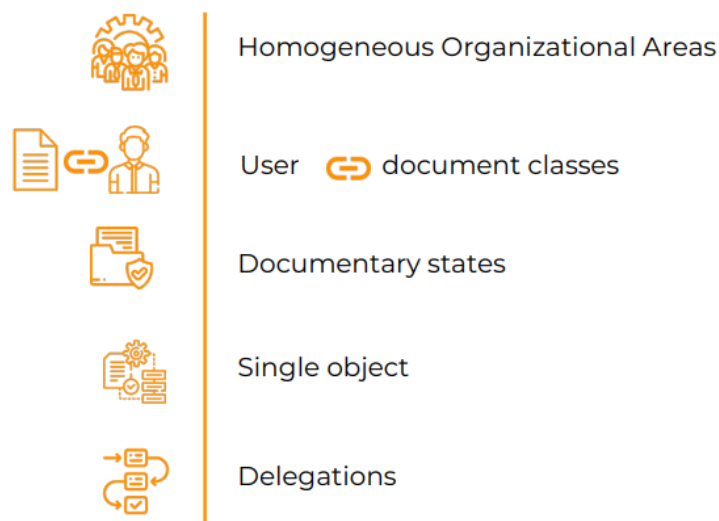 Homogeneous Organizational Areas
User document classes
Documentary states
Single object
Delegations